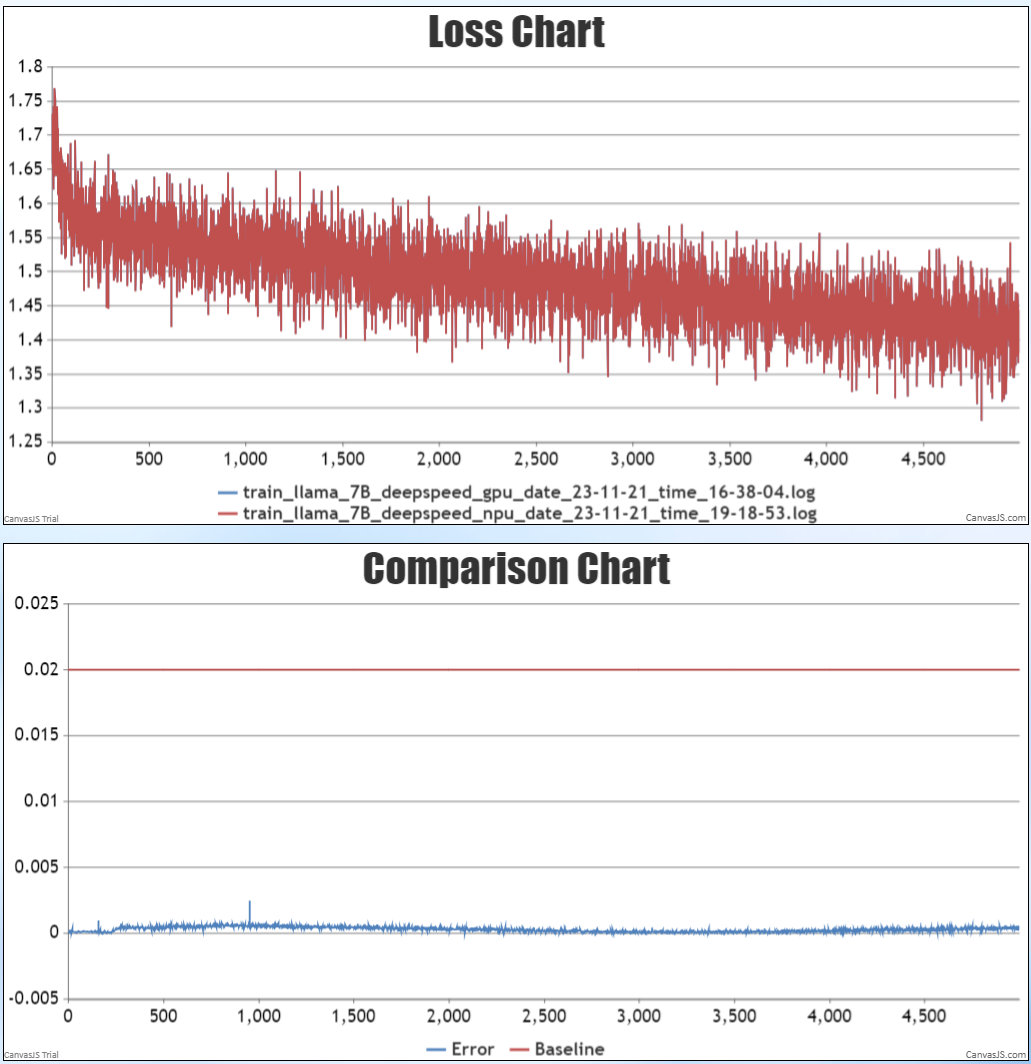 Loss Chart
1.8
1.75
1.7
1.65
1.6
1.55
1.5
1.45
1.4
1.35
1.3
1.25
0 500 1,000 1,500 2,000 2,500 3,000 3,500 4,000 4,500
train_llama_7B_deepspeed_gpu_date_23-11-21_time_16-38-04.log
train_llama_7B_deepspeed_npu_date_23-11-21_time_19-18-53.log
CanvasJS Trial CanvasJS.com
Comparison Chart
0.025
0.02
0.015
0.01
0.005
0
-0.005
0 500 1,000 1,500 2,000 2,500 3,000 3,500 4,000 4,500
Error Baseline
CanvasJS Trial CanvasJS.com